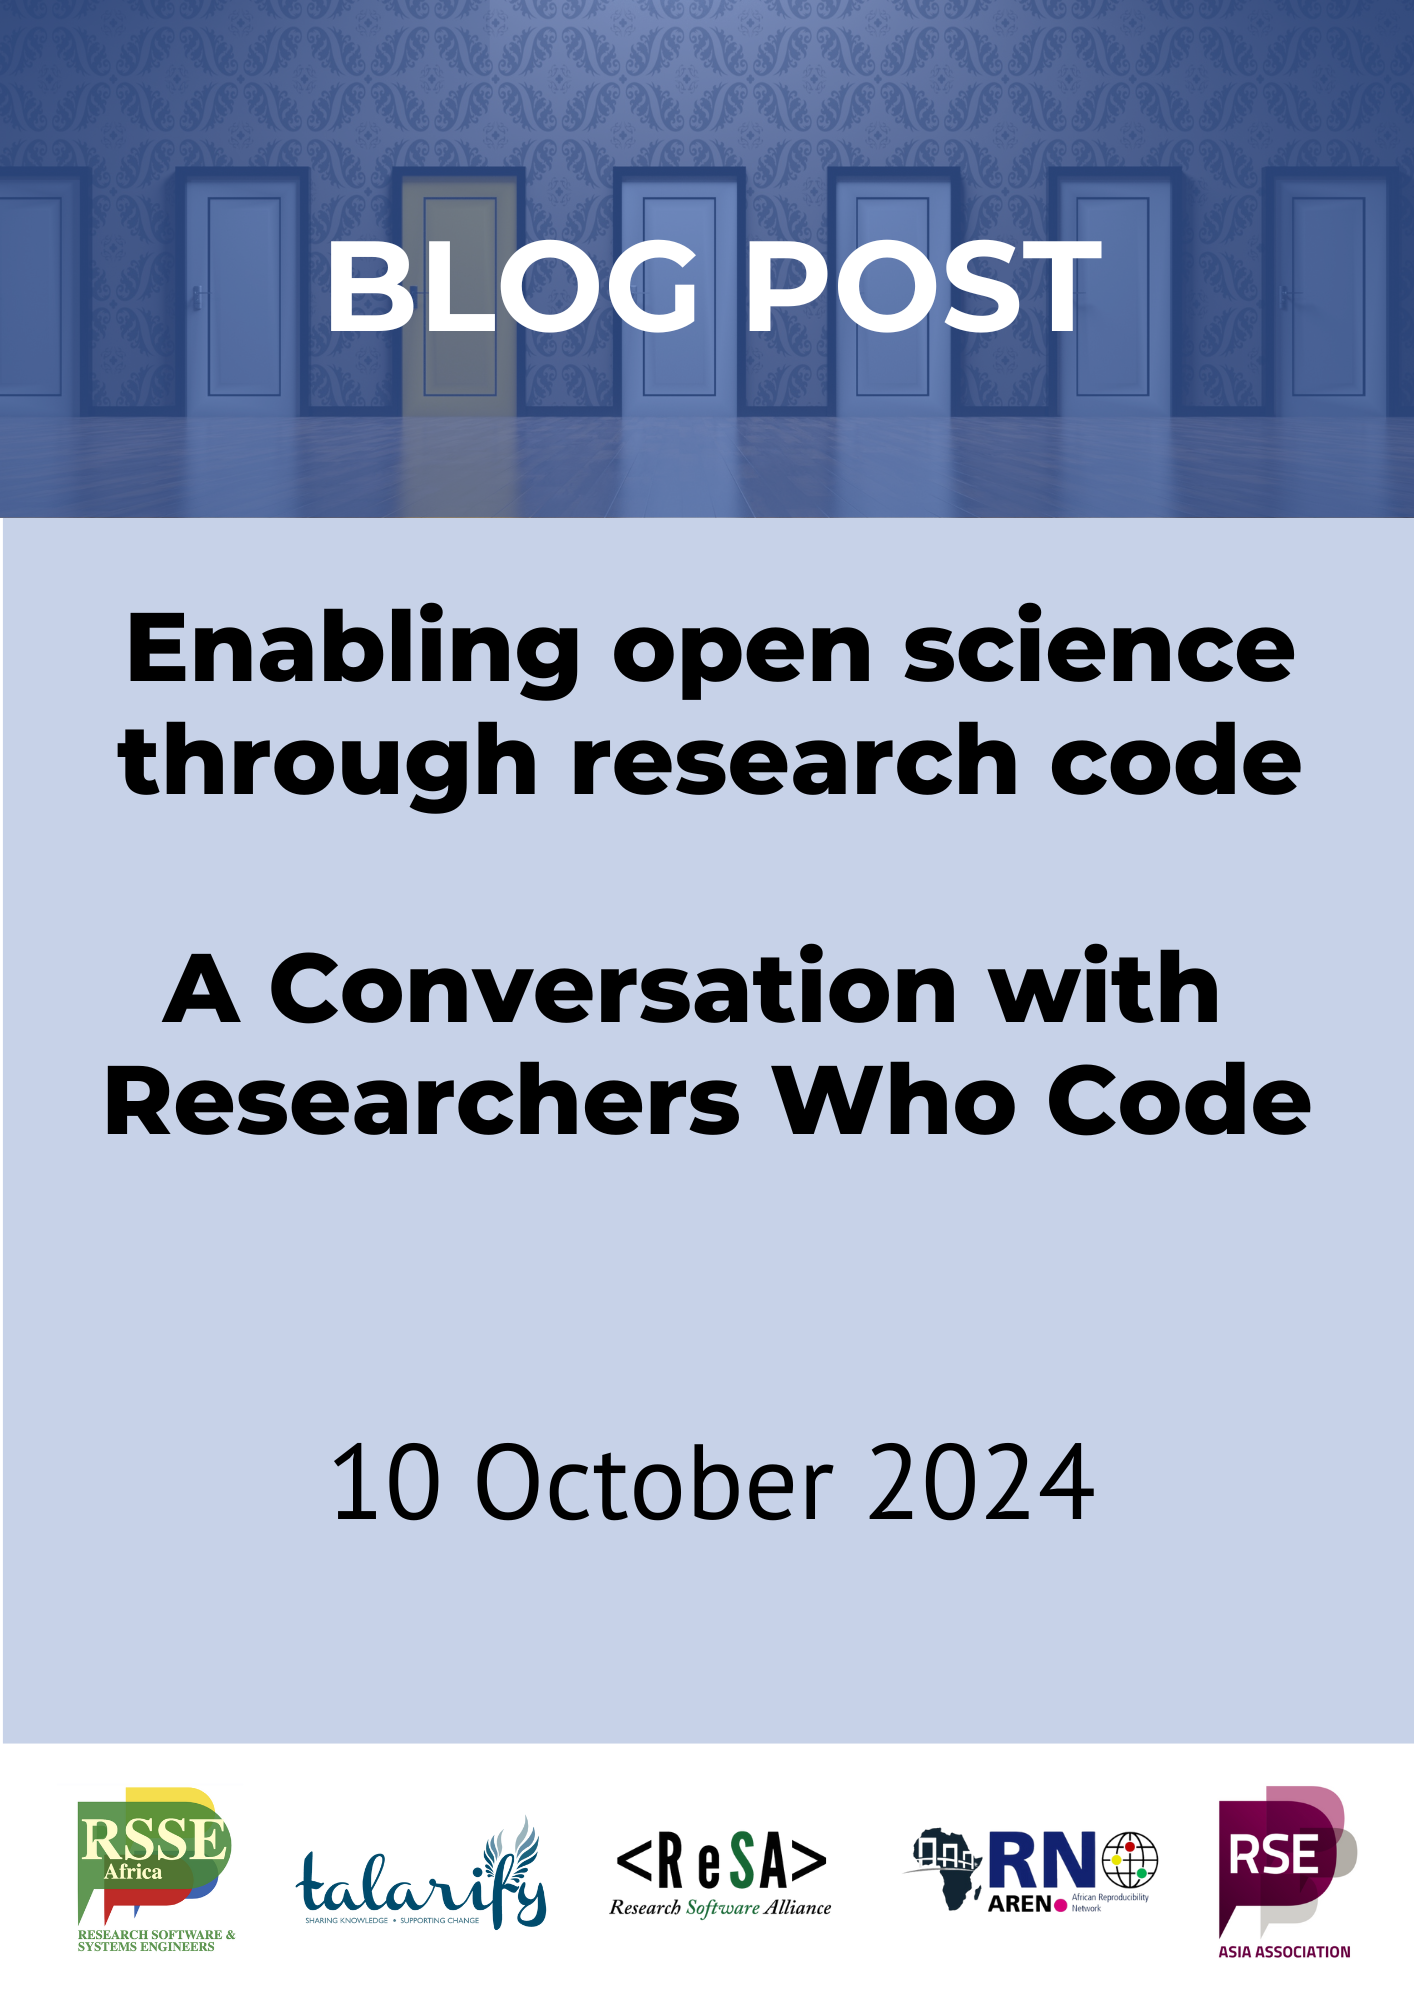 BLOG POST
Enabling open science
through research code
A Conversation with
Researchers Who Code
10 October 2024
RSSE
Africa
RESEARCH SOFTWARE &
SYSTEMS ENGINEERS
talarify
SHARING KNOWLEDGE • SUPPORTING CHANGE
<ReSA>
Research Software Alliance
RN
AREN
African Reproducibility
Network
RSE
ASIA ASSOCIATION